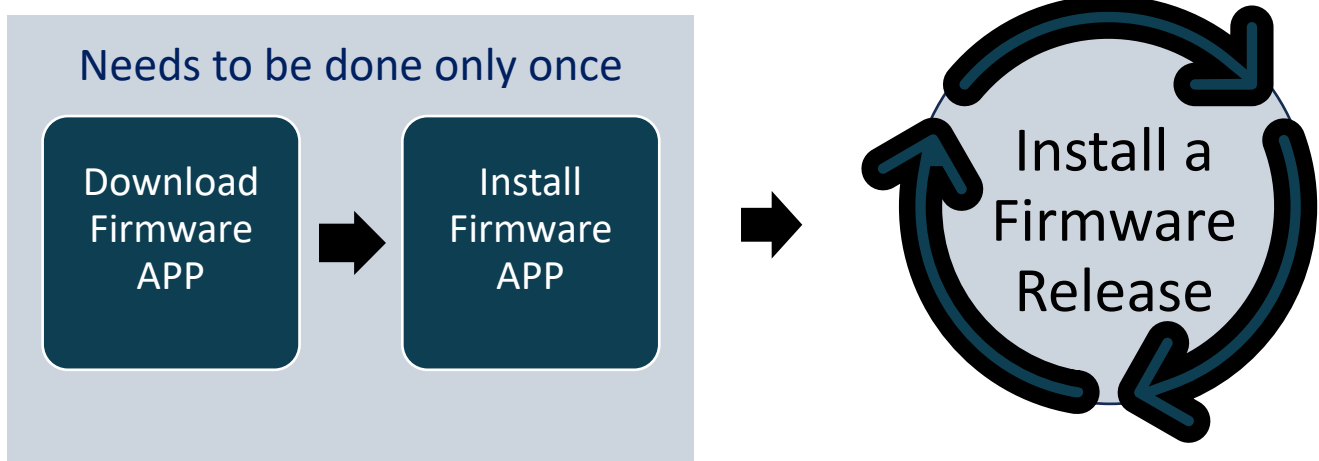 Needs to be done only once
Download
Firmware
APP
Install
Firmware
APP
Install a
Firmware
Release